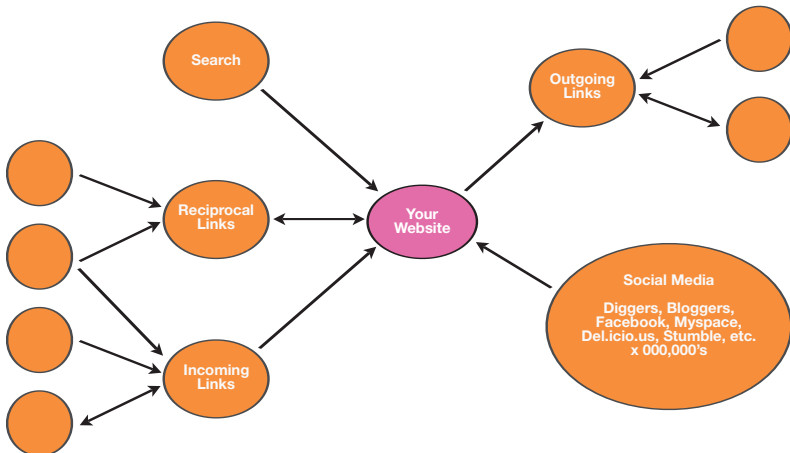 Search
Outgoing
Links
Reciprocal
Links
Your
Website
Social Media
Diggers, Bloggers,
Facebook, Myspace,
Del.icio.us, Stumble, etc.
x 000,000's
Incoming
Links